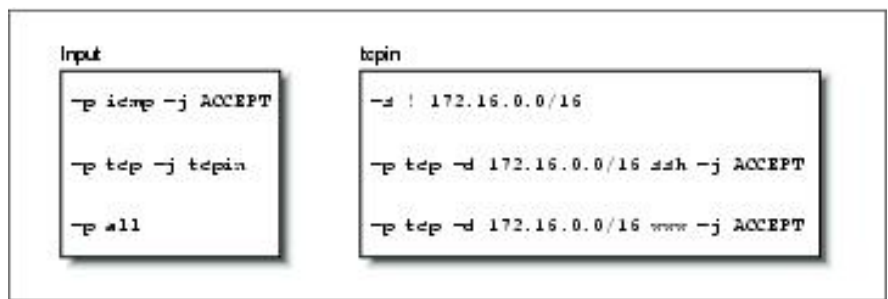 Input
-p icmp -j ACCEPT
-p tcp -j tcpin
-p all
tcpin
-s ! 172.16.0.0/16
-p tcp -d 172.16.0.0/16 ssh -j ACCEPT
-p tcp -d 172.16.0.0/16 www -j ACCEPT